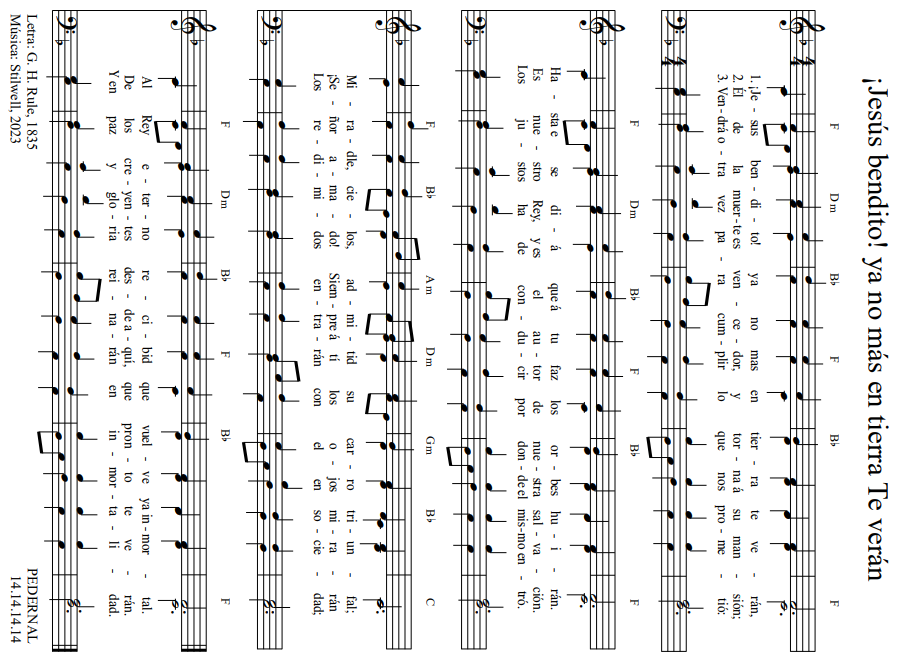 ¡Jesús bendito! ya no más en tierra Te verán
F Dm B♭ F B♭ F
1. ¡Je - sus ben - di - to! ya no mas en tier - ra te ve - rán,
2. Él de la muer - te es ven - ce - dor, y tor - na á su man - sión;
3. Ven - drá o - tra vez pa - ra cum - plir lo que nos pro - me - tió:
F Dm B♭ F B♭ F
Ha - sta e se di - á que á tu faz los or - bes hu - i - rán.
Es nue - stro Rey, y es el au - tor de nue - stra sal - va - ción.
Los ju - stos ha de con - du - cir por don - de el mis - mo en - tró.
F B♭ Am Dm Gm B♭ C
Mi - ra - dle, cie - los, ad - mi - tid su car - ro tri - un - fal:
¡Se - ñor a - ma - do! Siem - pre á tí los o - jos mi - ra - rán
Los re - di - mi - dos en - tra - rán con el en so - cie - dad;
F Dm B♭ F B♭ F
Al Rey e - ter - no re - ci - bid que vuel - ve ya in - mor - tal.
De los cre - yen - tes des - de a - quí, que pron - to te ve - rán.
Y en paz y glo - ria rei - na - rán en in - mor - ta - li - dad.
Letra: G. H. Rule, 1835
Música: Stilwell, 2023
PEDERNAL
14.14.14.14